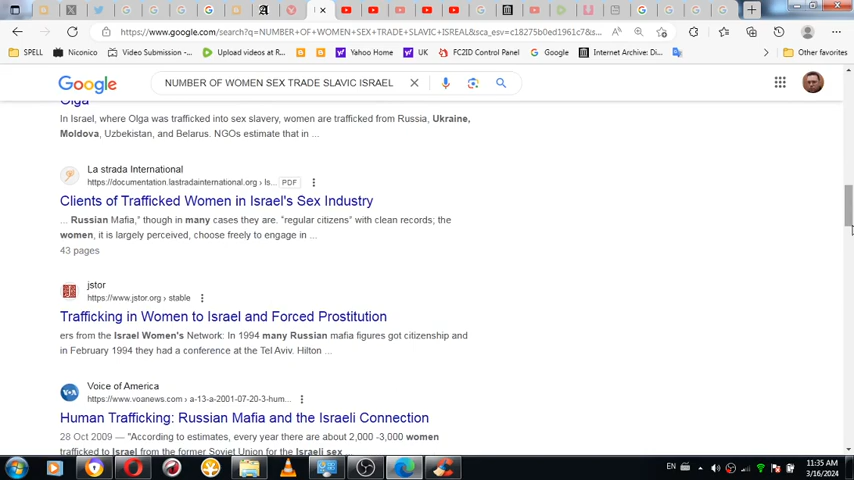 https://www.google.com/search?q=NUMBER+OF+WOMEN+SEX+TRADE+SLAVIC+ISREAL&sca_esv=c18275b0ed1961c7&s...
SPELL
Niconico
Video Submission -...
Upload videos at R...
Yahoo Home
UK
FC2ID Control Panel
Google
Internet Archive: Di...
Other favorites
Google
NUMBER OF WOMEN SEX TRADE SLAVIC ISRAEL
Olga
In Israel, where Olga was trafficked into sex slavery, women are trafficked from Russia, Ukraine,
Moldova, Uzbekistan, and Belarus. NGOs estimate that in ...
La strada International
https://documentation.lastradainternational.org › ls... PDF
Clients of Trafficked Women in Israel's Sex Industry
... Russian Mafia," though in many cases they are. "regular citizens" with clean records; the
women, it is largely perceived, choose freely to engage in ...
43 pages
jstor
https://www.jstor.org › stable
Trafficking in Women to Israel and Forced Prostitution
ers from the Israel Women's Network: In 1994 many Russian mafia figures got citizenship and
in February 1994 they had a conference at the Tel Aviv. Hilton ...
Voice of America
https://www.voanews.com › a-13-a-2001-07-20-3-hum...
Human Trafficking: Russian Mafia and the Israeli Connection
28 Oct 2009 — "According to estimates, every year there are about 2,000 -3,000 women
trafficked to Israel from the former Soviet Union for the Israeli sex ...
EN
11:35 AM
3/16/2024